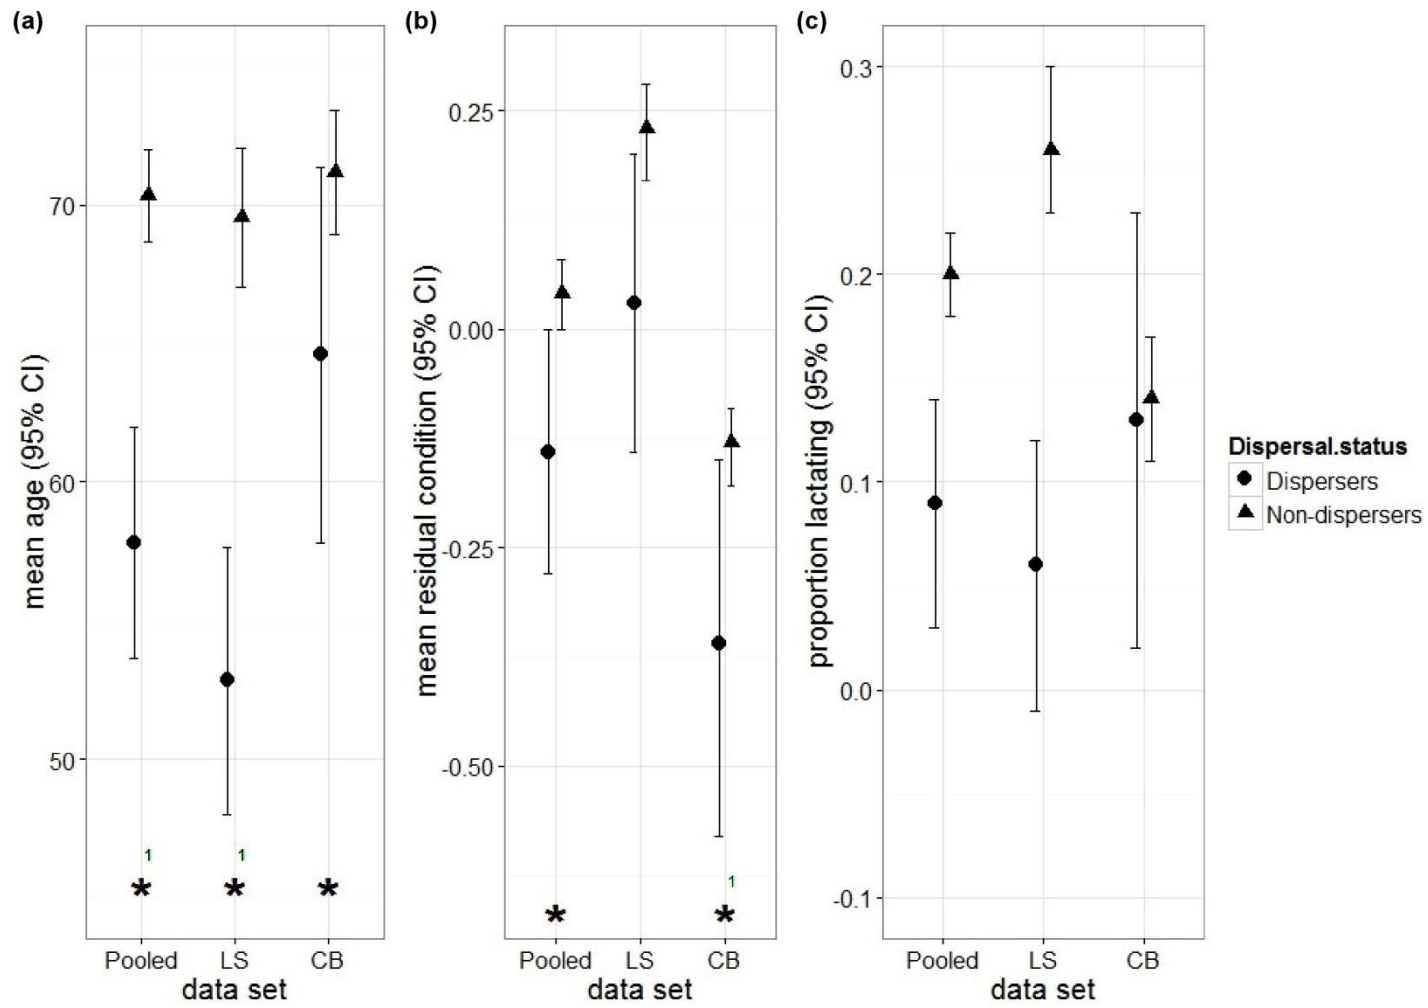 (a)
(b)
(c)
mean age (95% CI)
70
60
50
1
1
*
*
*
Pooled
LS
CB
data set
mean residual condition (95% CI)
0.25
0.00
-0.25
-0.50
1
*
*
Pooled
LS
CB
data set
proportion lactating (95% CI)
0.3
0.2
0.1
0.0
-0.1
Pooled
LS
CB
data set
Dispersal.status
Dispersers
Non-dispersers